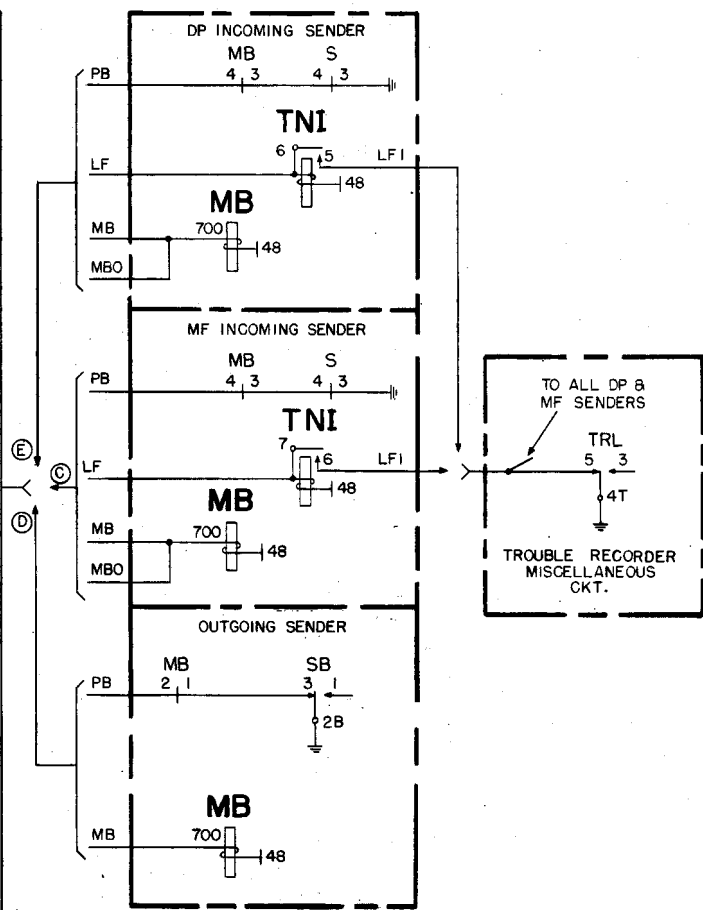 DP INCOMING SENDER
MB S
PB 4 3 4 3
TNI
6 5 LF1
LF 48
MB
MB 700 48
MBO
MF INCOMING SENDER
MB S
PB 4 3 4 3
TNI
7 6 LF1
LF 48
MB
MB 700 48
MBO
E
C
D
TO ALL DP &
MF SENDERS
TRL
5 3
4T
TROUBLE RECORDER
MISCELLANEOUS
CKT.
OUTGOING SENDER
MB SB
PB 2 1 3 1
2B
MB
MB 700 48